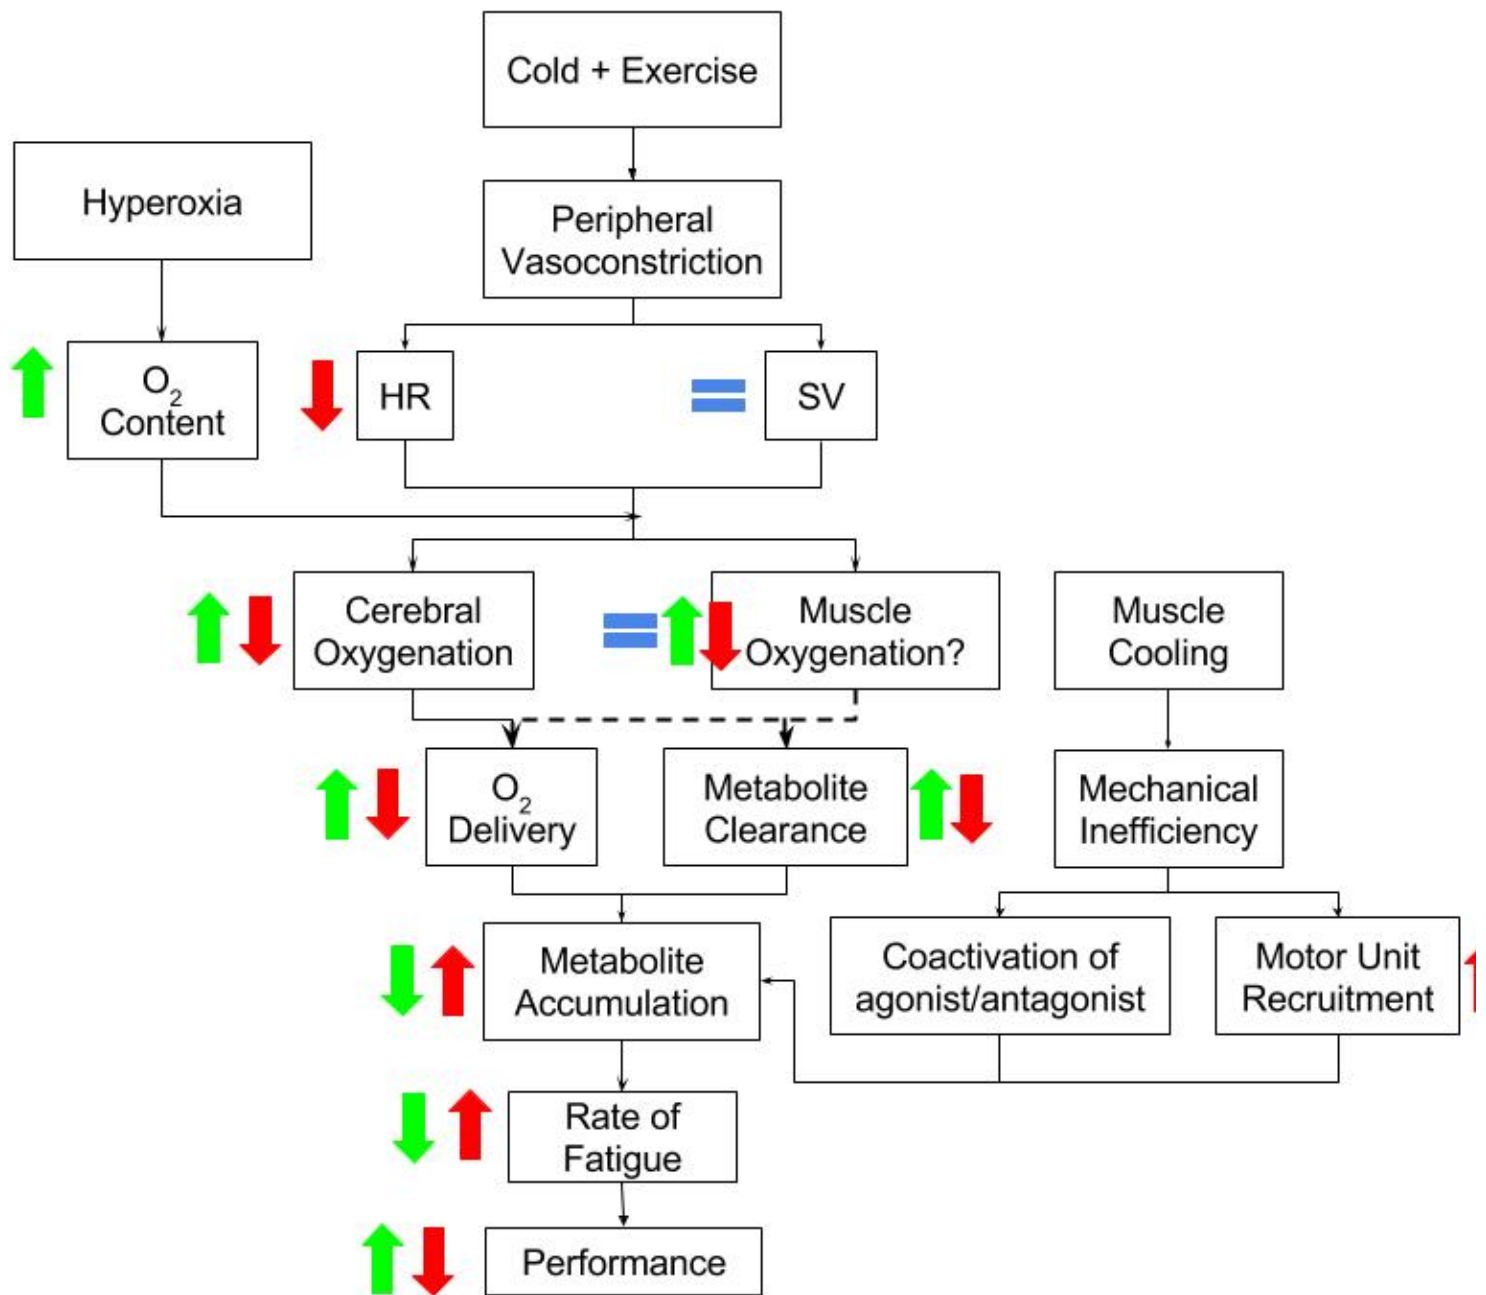 Cold + Exercise
Hyperoxia
Peripheral
Vasoconstriction
O₂
Content
HR
SV
Cerebral
Oxygenation
Muscle
Oxygenation?
Muscle
Cooling
O₂
Delivery
Metabolite
Clearance
Mechanical
Inefficiency
Metabolite
Accumulation
Coactivation of
agonist/antagonist
Motor Unit
Recruitment
Rate of
Fatigue
Performance